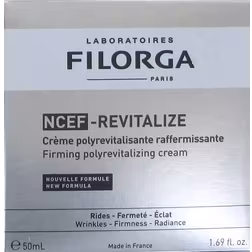 LABORATOIRES
FILORGA
PARIS
NCEF-REVITALIZE
Crème polyrevitalisante raffermissante
Firming polyrevitalizing cream
NOUVELLE FORMULE
NEW FORMULA
Rides - Fermeté - Éclat
Wrinkles - Firmness - Radiance
℮ 50mL Made in France 1.69 fl. oz.